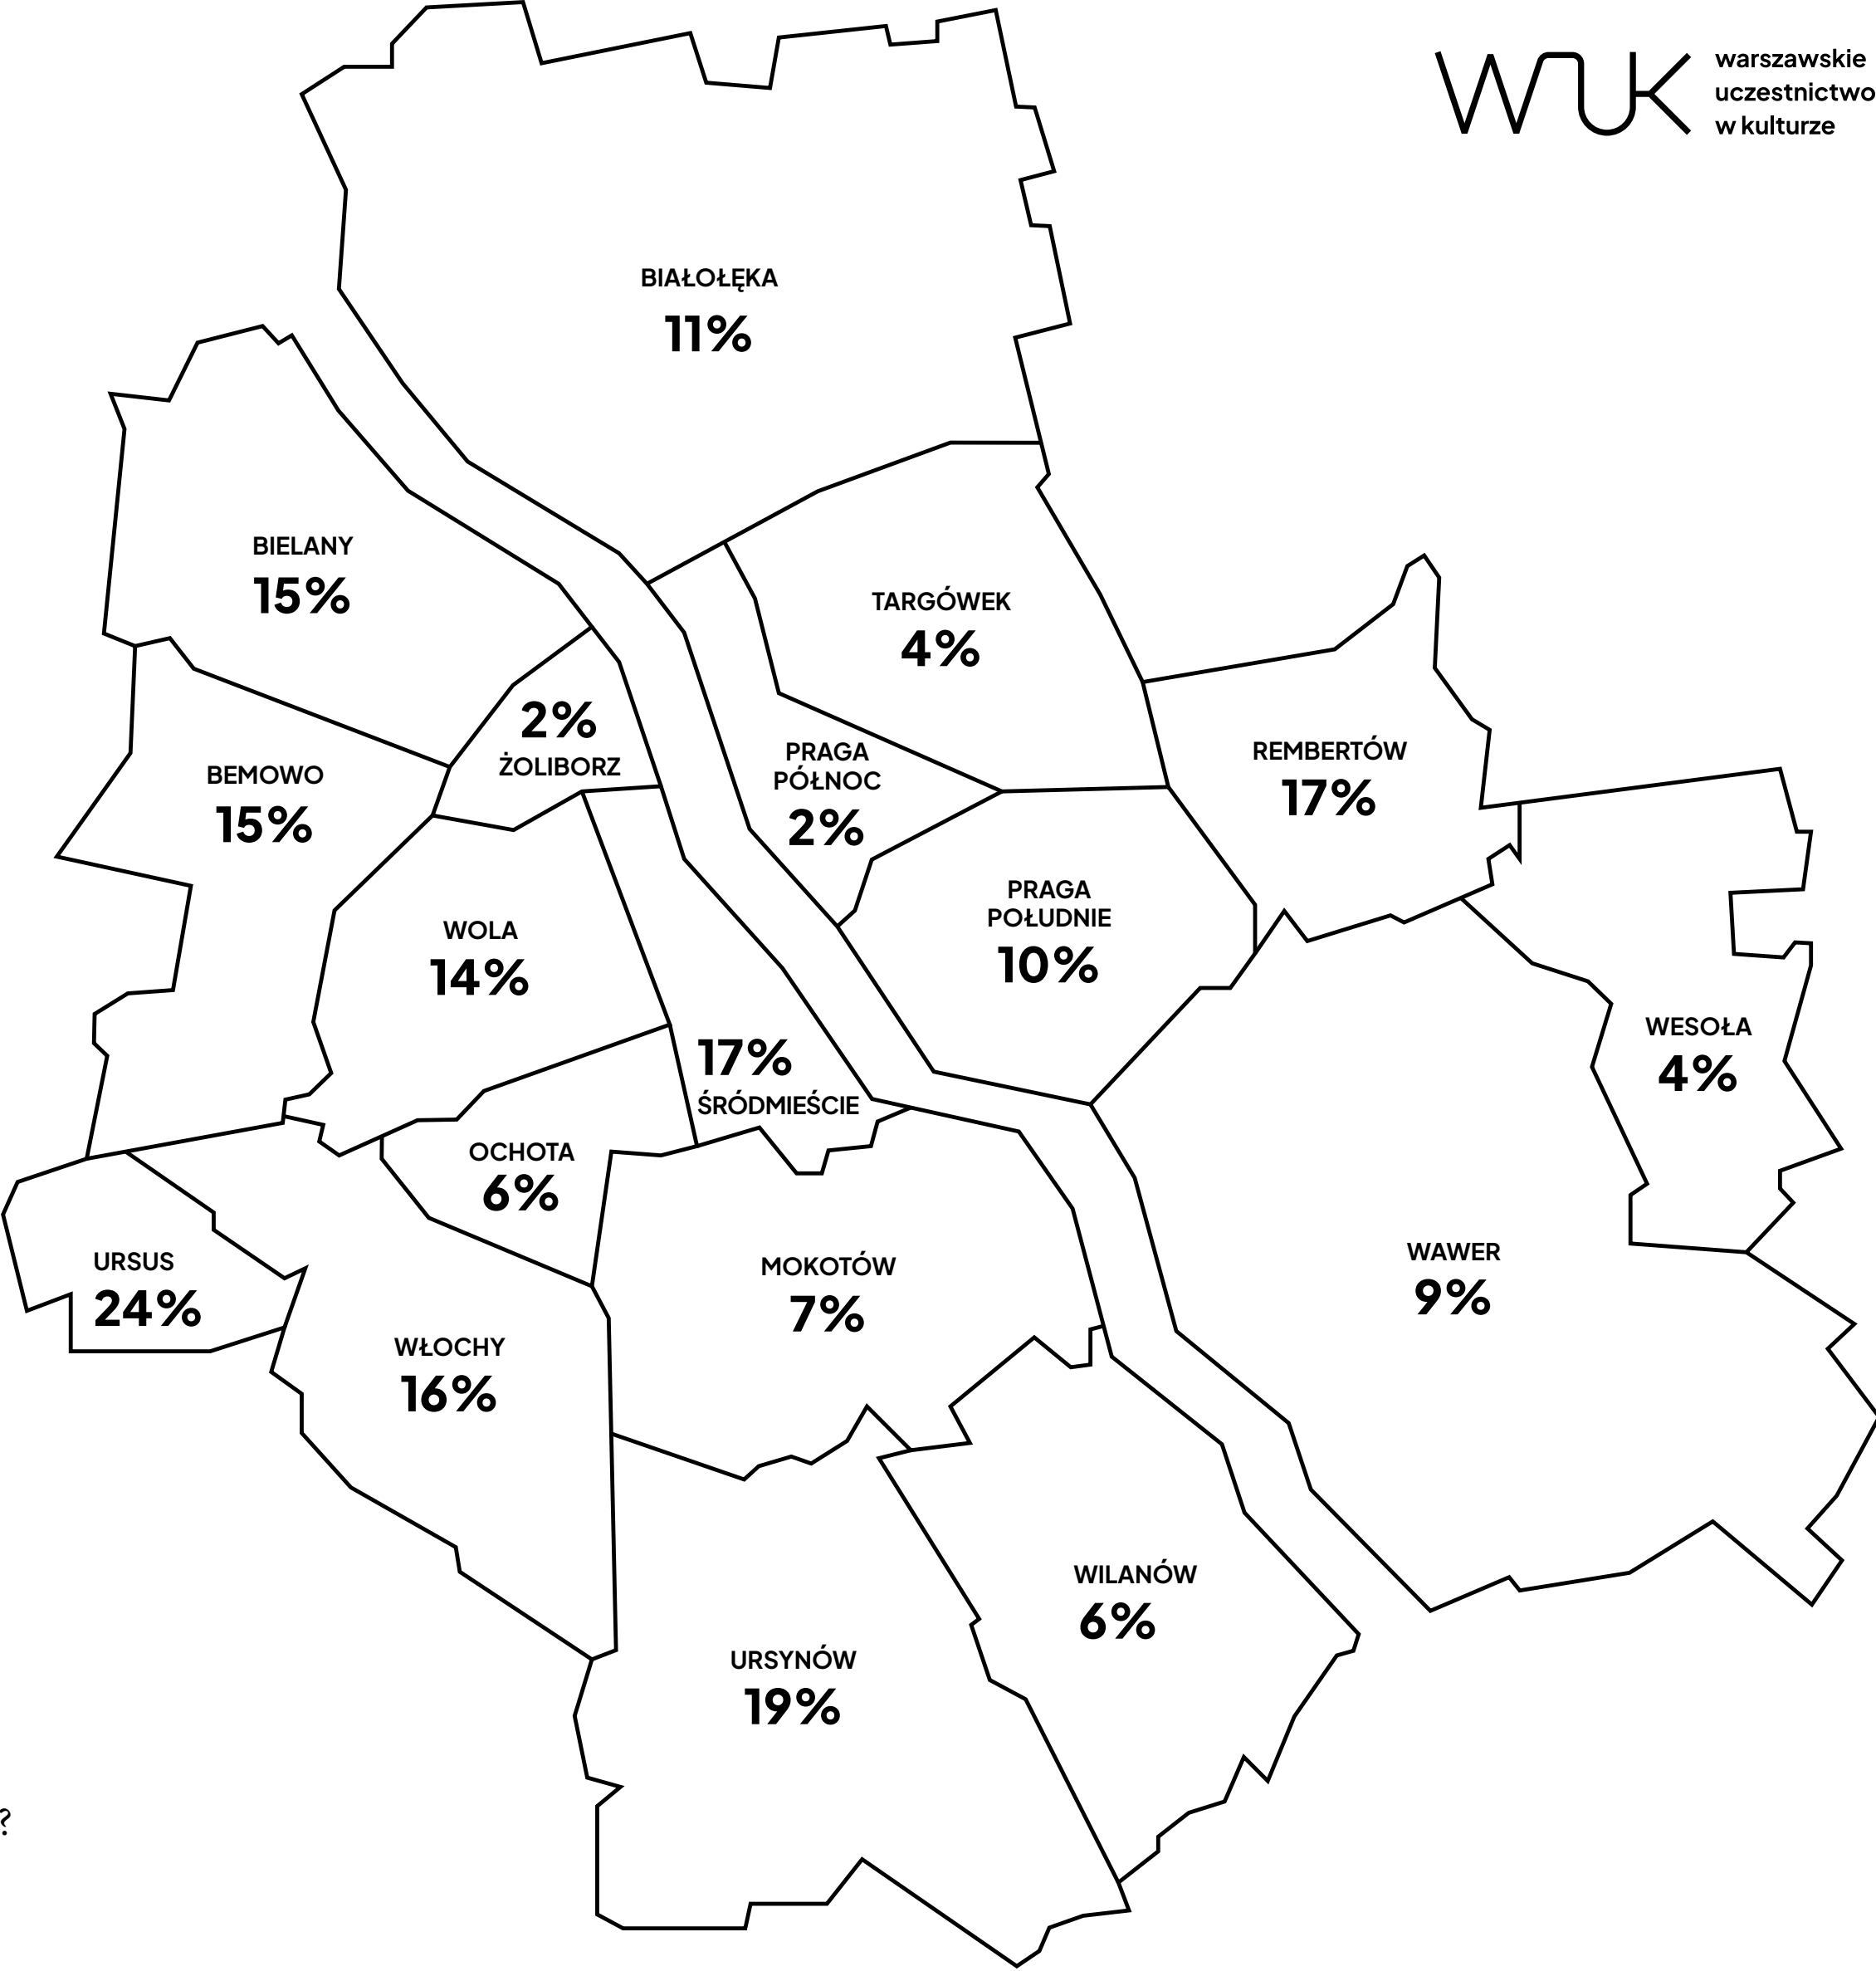 warszawskie
uczestnictwo
w kulturze
BIAŁOŁĘKA
11%
BIELANY
15%
TARGÓWEK
4%
2%
ŻOLIBORZ
PRAGA
PÓŁNOC
2%
REMBERTÓW
17%
BEMOWO
15%
PRAGA
POŁUDNIE
10%
WOLA
14%
WESOŁA
4%
17%
ŚRÓDMIEŚCIE
OCHOTA
6%
URSUS
24%
MOKOTÓW
7%
WAWER
9%
WŁOCHY
16%
WILANÓW
6%
URSYNÓW
19%
?